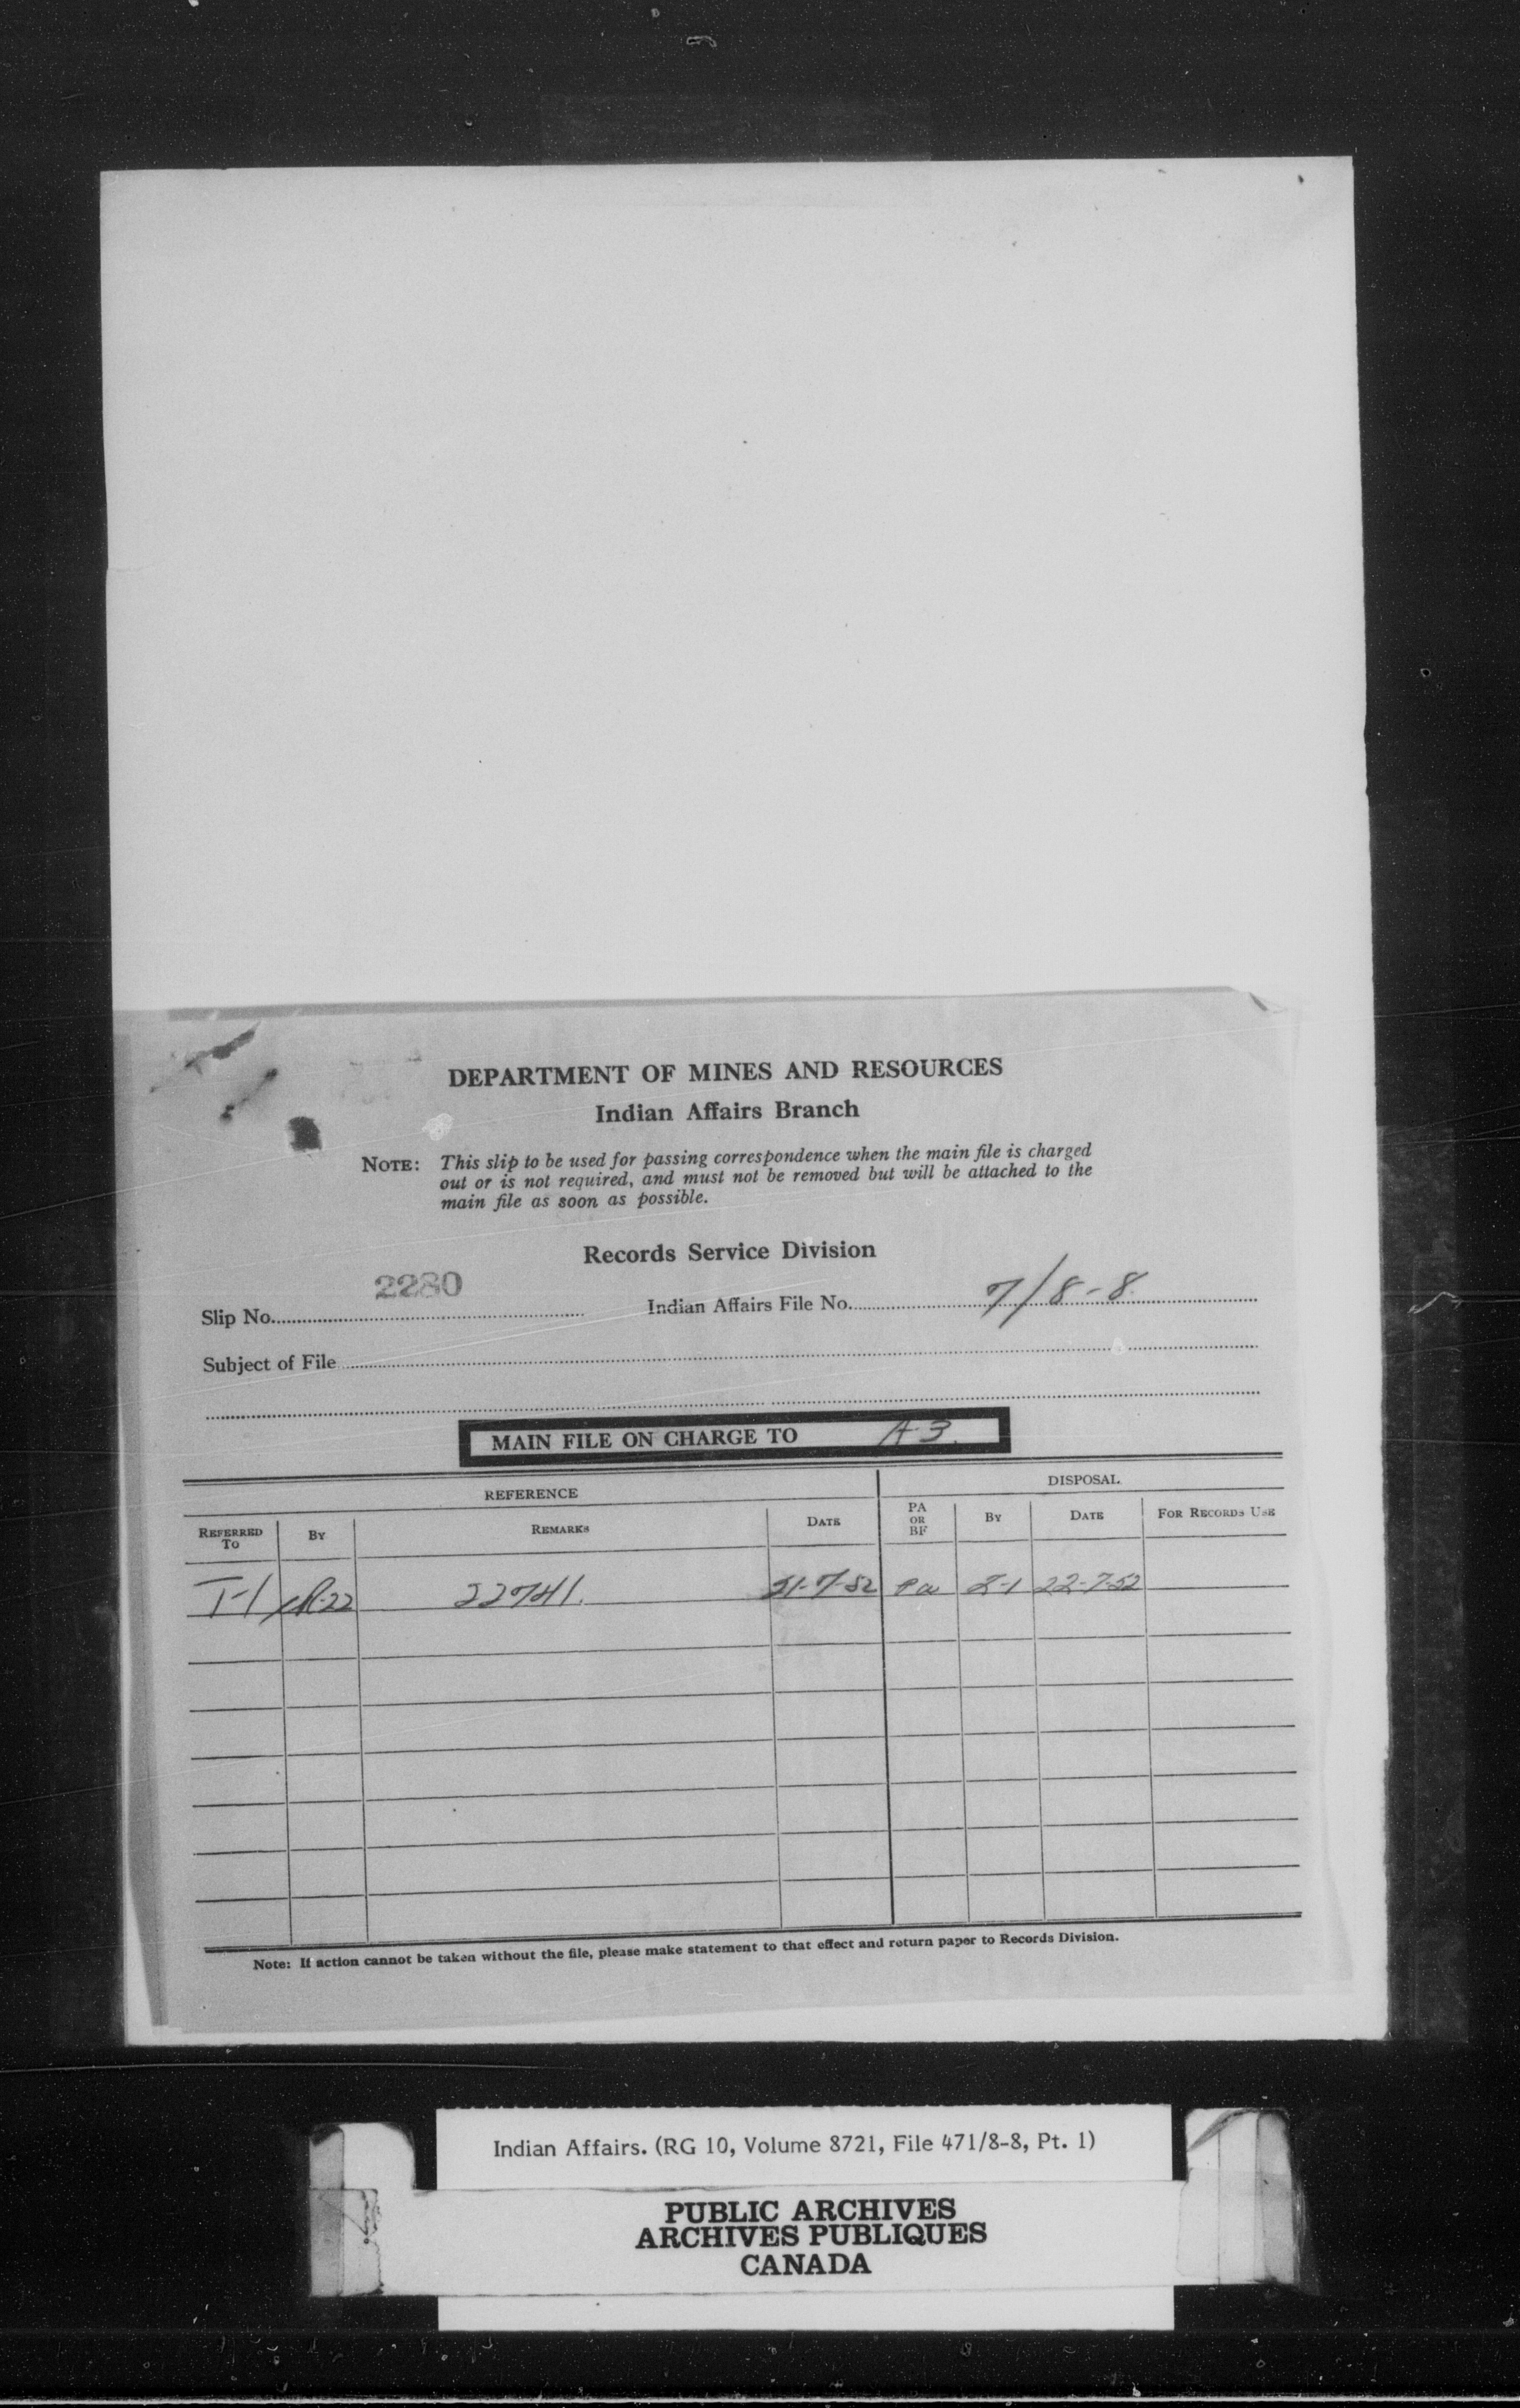 DEPARTMENT OF MINES AND RESOURCES
Indian Affairs Branch
NOTE: This slip to be used for passing correspondence when the main file is charged
out or is not required, and must not be removed but will be attached to the
main file as soon as possible.
Records Service Division
Slip No. 2280 Indian Affairs File No. 7/8-8
Subject of File
MAIN FILE ON CHARGE TO A-3
REFERENCE DISPOSAL
REFERRED TO BY REMARKS DATE PA OR BF BY DATE FOR RECORDS USE
T-1 22741. 21-7-52 Pa 22-7-52
Note: If action cannot be taken without the file, please make statement to that effect and return paper to Records Division.
Indian Affairs. (RG 10, Volume 8721, File 471/8-8, Pt. 1)
PUBLIC ARCHIVES
ARCHIVES PUBLIQUES
CANADA